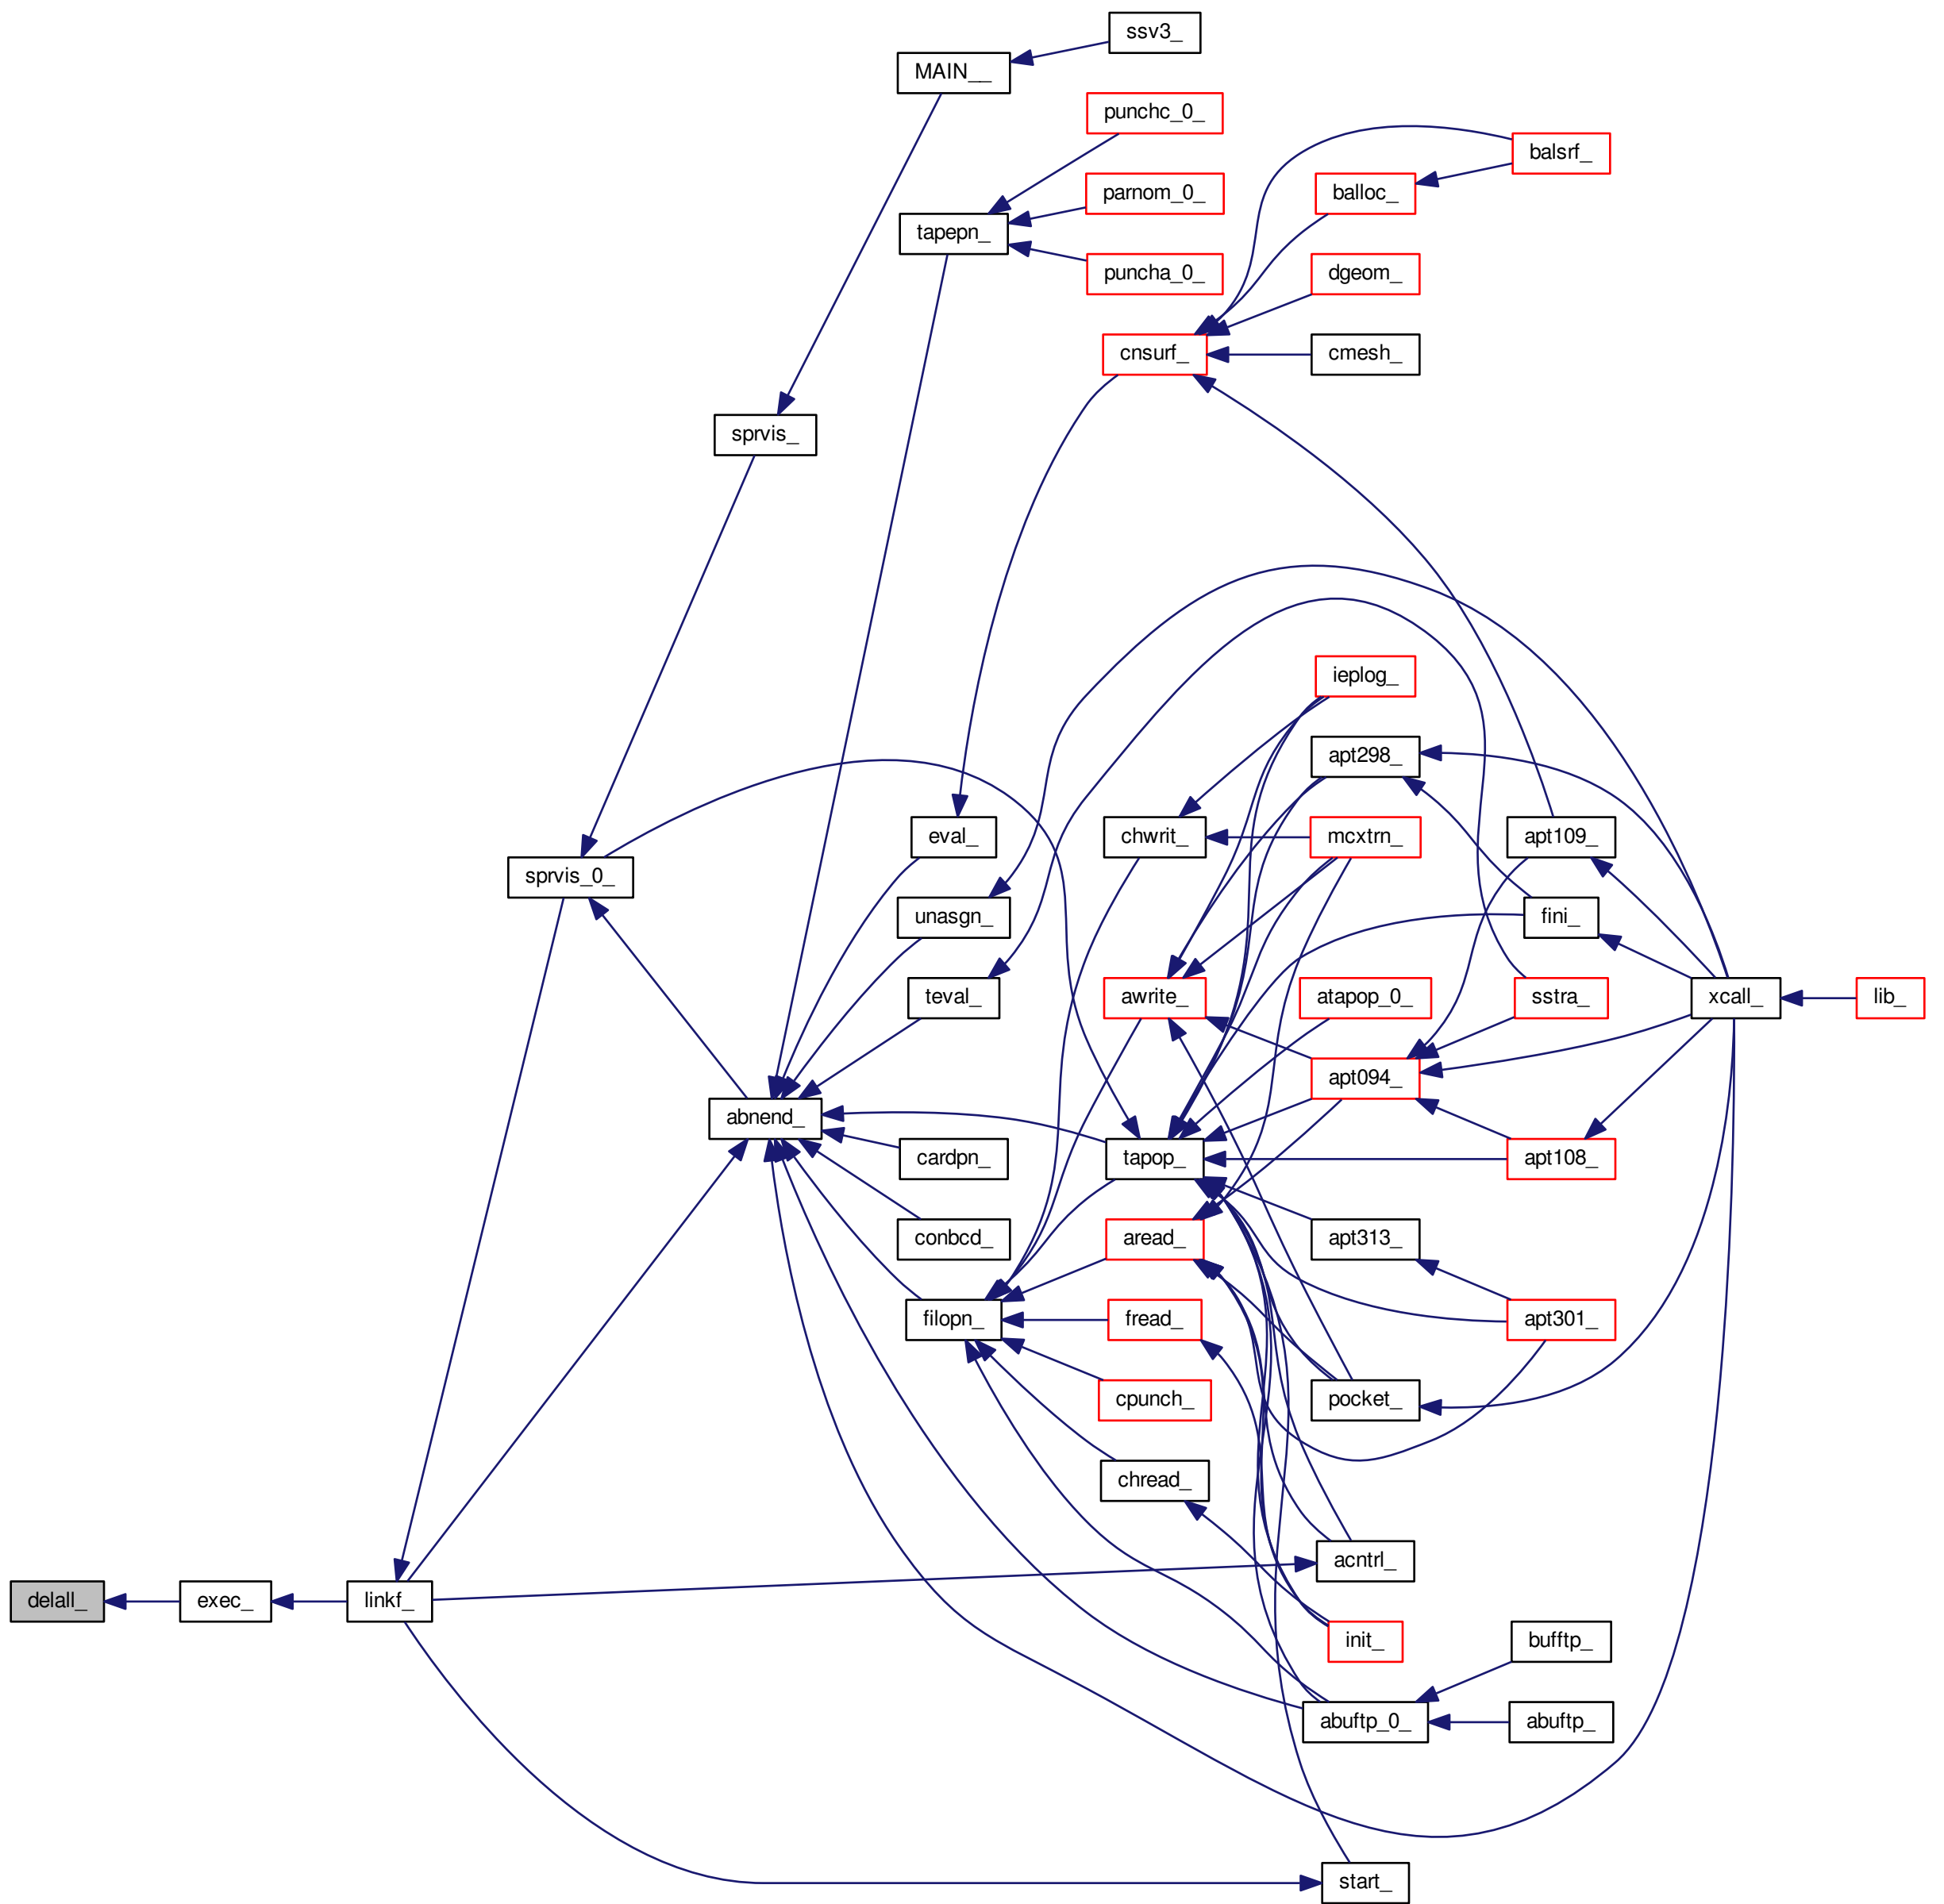 ssv3_
MAIN__
punchc_0_
balsrf_
parnom_0_
balloc_
tapepn_
puncha_0_
dgeom_
cnsurf_
cmesh_
sprvis_
ieplog_
apt298_
eval_
chwrit_
mcxtrn_
apt109_
sprvis_0_
unasgn_
fini_
teval_
awrite_
atapop_0_
sstra_
xcall_
lib_
apt094_
abnend_
cardpn_
tapop_
apt108_
conbcd_
aread_
apt313_
filopn_
fread_
apt301_
cpunch_
pocket_
chread_
acntrl_
delall_
exec_
linkf_
init_
bufftp_
abuftp_0_
abuftp_
start_